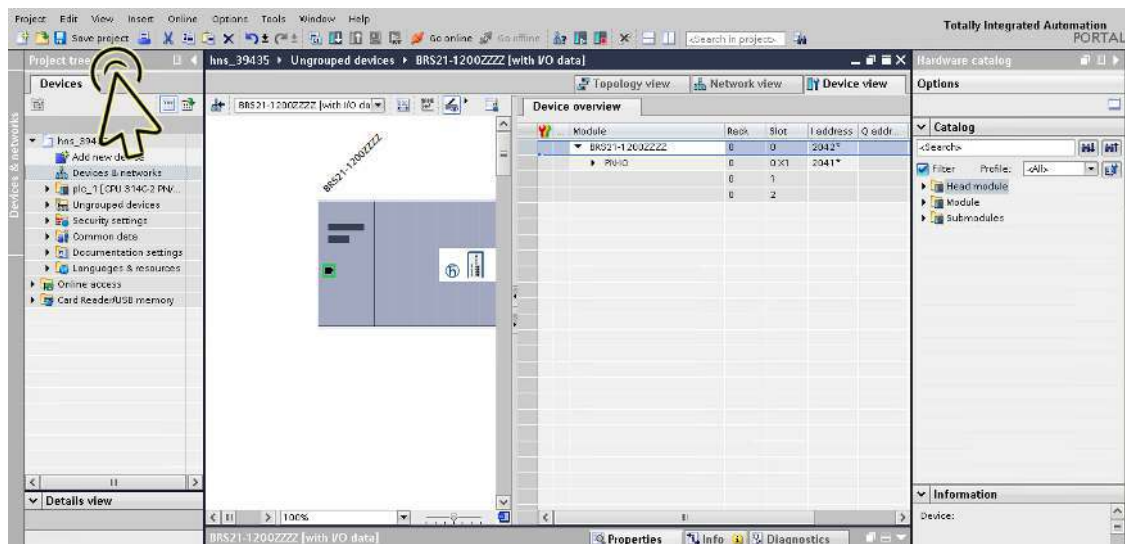 Project Edit View Insert Online Options Tools Window Help
Totally Integrated Automation
PORTAL
Save project
Go online Go offline
<Search in project>
Project tree
hns_39435 ▸ Ungrouped devices ▸ BRS21-1200ZZZZ [with I/O data]
Hardware catalog
Devices
Topology view Network view Device view
Options
BRS21-1200ZZZZ [with I/O da
Device overview
Devices & networks
Module Rack Slot I address Q addr...
Catalog
hns_394
BRS21-1200ZZZZ 0 0 2042*
<Search>
Add new de
PN-IO 0 0 X1 2041*
Filter Profile: <All>
Devices & networks
0 1
Head module
plc_1 [CPU 314C-2 PN/...
0 2
Module
Ungrouped devices
Submodules
Security settings
Common data
Documentation settings
Languages & resources
Online access
Card Reader/USB memory
BRS21-1200ZZZZ
Details view
100%
Information
Device:
BRS21-1200ZZZZ [with I/O data]
Properties Info Diagnostics